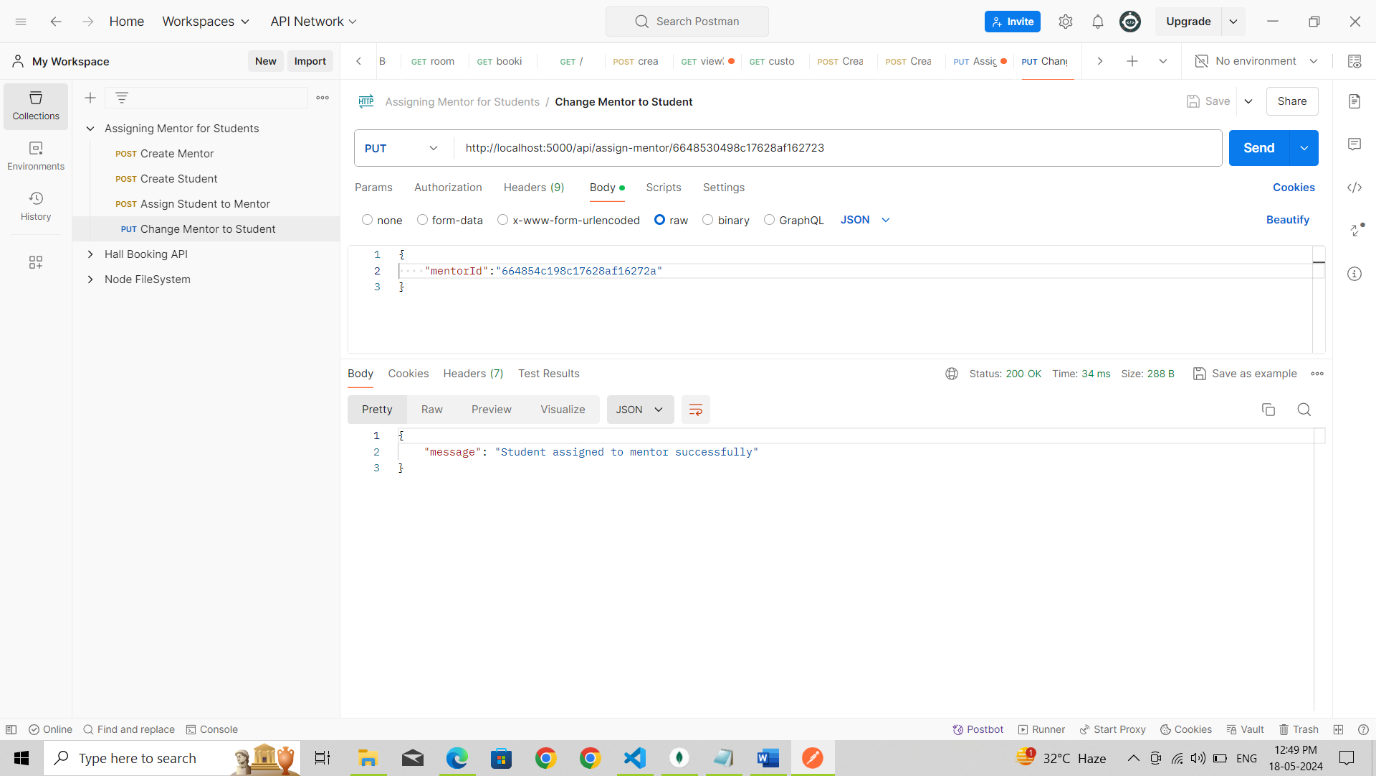 Home Workspaces API Network Search Postman Invite Upgrade
My Workspace New Import B GET room GET booki GET / POST crea GET view GET custo POST Crea POST Crea PUT Assig PUT Chang No environment
Collections
Environments
History
Assigning Mentor for Students
POST Create Mentor
POST Create Student
POST Assign Student to Mentor
PUT Change Mentor to Student
Hall Booking API
Node FileSystem
HTTP Assigning Mentor for Students / Change Mentor to Student Save Share
PUT http://localhost:5000/api/assign-mentor/6648530498c17628af162723 Send
Params Authorization Headers (9) Body Scripts Settings Cookies
none form-data x-www-form-urlencoded raw binary GraphQL JSON Beautify
1 {
2 ····"mentorId":"664854c198c17628af16272a"
3 }
Body Cookies Headers (7) Test Results Status: 200 OK Time: 34 ms Size: 288 B Save as example
Pretty Raw Preview Visualize JSON
1 {
2 "message": "Student assigned to mentor successfully"
3 }
Online Find and replace Console Postbot Runner Start Proxy Cookies Vault Trash
Type here to search 1 32°C Haze ENG 12:49 PM
18-05-2024